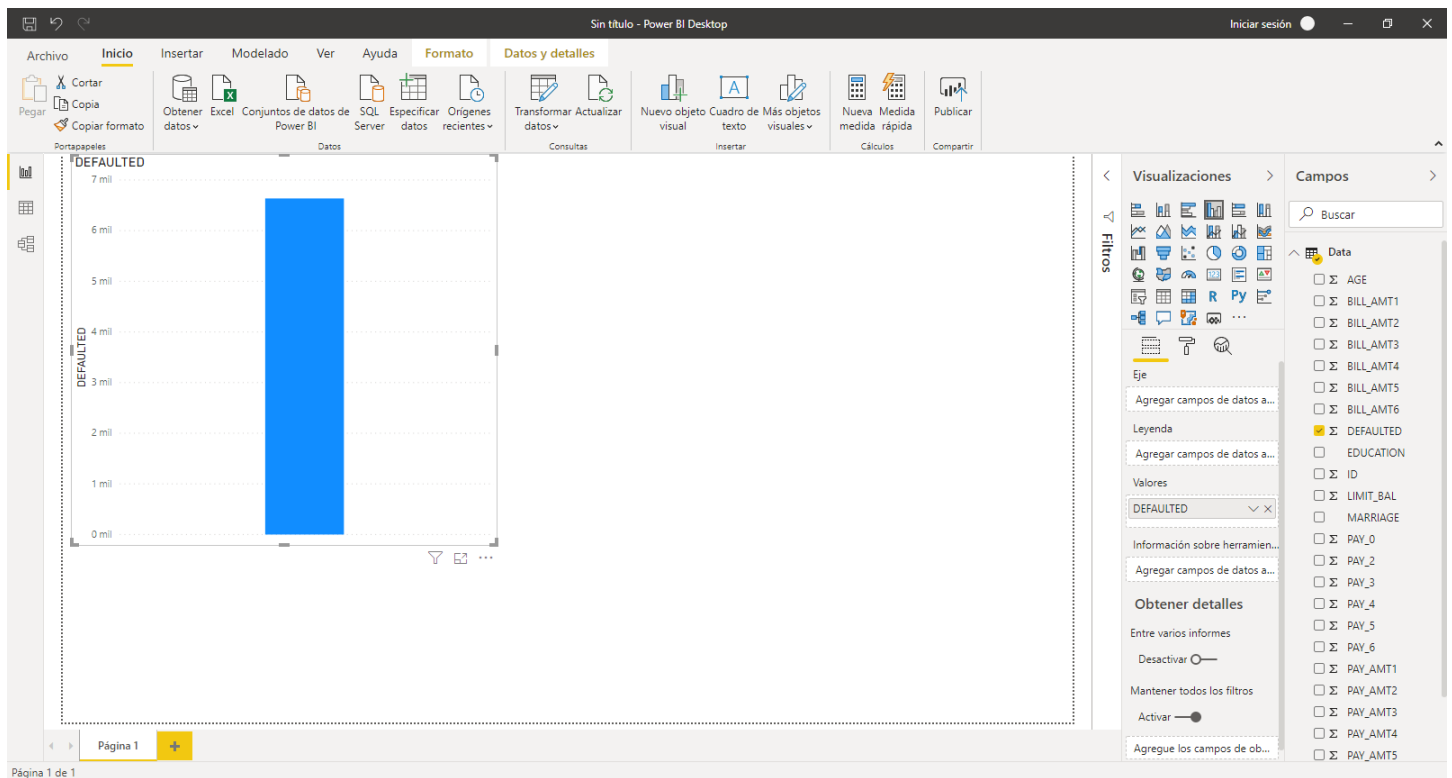 Sin título - Power BI Desktop
Iniciar sesión
Archivo Inicio Insertar Modelado Ver Ayuda Formato Datos y detalles
Pegar
Cortar
Copia
Copiar formato
Obtener datos
Excel
Conjuntos de datos de Power BI
SQL Server
Especificar datos
Orígenes recientes
Transformar datos
Actualizar
Nuevo objeto visual
Cuadro de texto
Más objetos visuales
Nueva medida
Medida rápida
Publicar
Portapapeles
Datos
Consultas
Insertar
Cálculos
Compartir
DEFAULTED
7 mil
6 mil
5 mil
4 mil
3 mil
2 mil
1 mil
0 mil
DEFAULTED
Filtros
Visualizaciones
123
R Py
Eje
Agregar campos de datos a...
Leyenda
Agregar campos de datos a...
Valores
DEFAULTED
Información sobre herramien...
Agregar campos de datos a...
Obtener detalles
Entre varios informes
Desactivar
Mantener todos los filtros
Activar
Agregue los campos de ob...
Campos
Buscar
Data
Σ AGE
Σ BILL_AMT1
Σ BILL_AMT2
Σ BILL_AMT3
Σ BILL_AMT4
Σ BILL_AMT5
Σ BILL_AMT6
Σ DEFAULTED
EDUCATION
Σ ID
Σ LIMIT_BAL
MARRIAGE
Σ PAY_0
Σ PAY_2
Σ PAY_3
Σ PAY_4
Σ PAY_5
Σ PAY_6
Σ PAY_AMT1
Σ PAY_AMT2
Σ PAY_AMT3
Σ PAY_AMT4
Σ PAY_AMT5
Página 1
Página 1 de 1